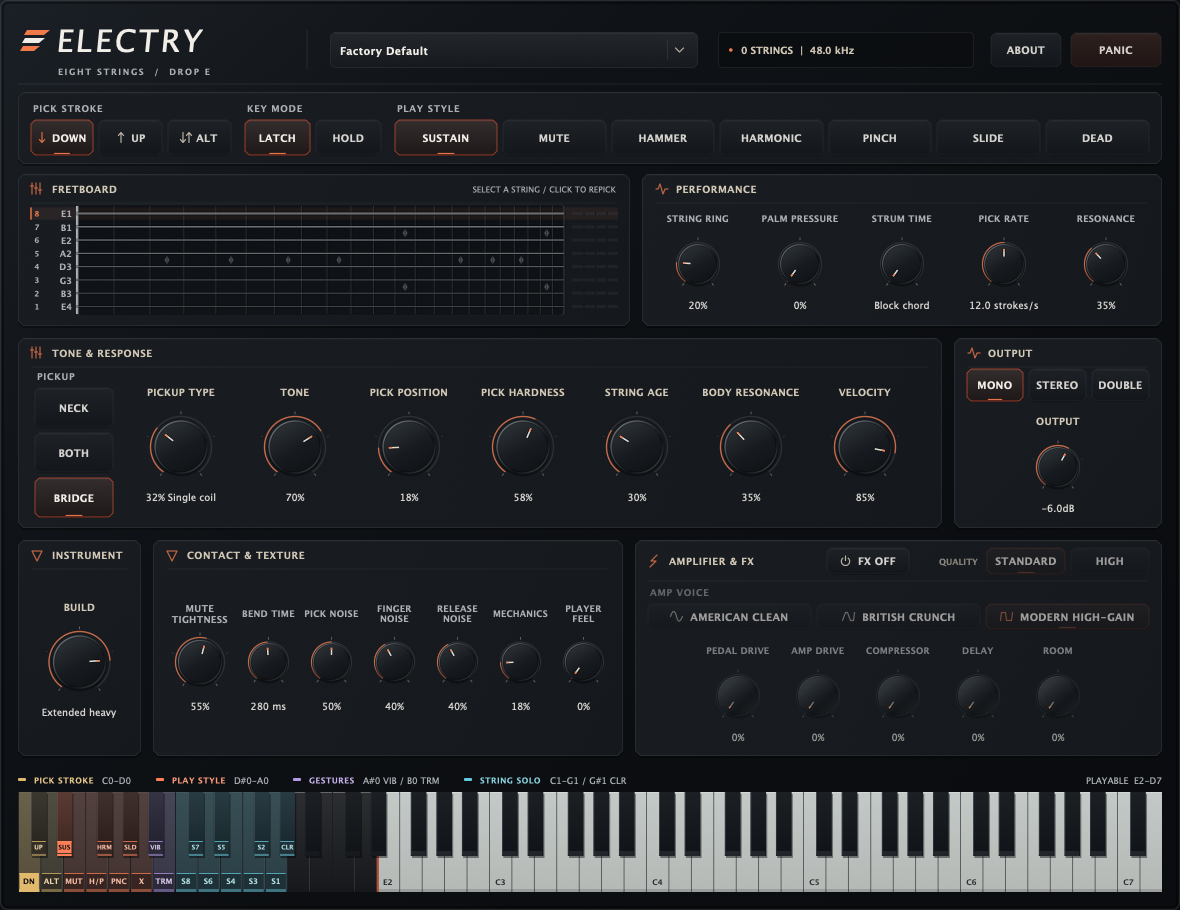 ELECTRY
EIGHT STRINGS / DROP E
Factory Default
0 STRINGS | 48.0 kHz
ABOUT
PANIC
PICK STROKE
KEY MODE
PLAY STYLE
↓ DOWN
↑ UP
↓↑ ALT
LATCH
HOLD
SUSTAIN
MUTE
HAMMER
HARMONIC
PINCH
SLIDE
DEAD
FRETBOARD
SELECT A STRING / CLICK TO REPICK
8 E1
7 B1
6 E2
5 A2
4 D3
3 G3
2 B3
1 E4
PERFORMANCE
STRING RING
PALM PRESSURE
STRUM TIME
PICK RATE
RESONANCE
20%
0%
Block chord
12.0 strokes/s
35%
TONE & RESPONSE
PICKUP
NECK
BOTH
BRIDGE
PICKUP TYPE
TONE
PICK POSITION
PICK HARDNESS
STRING AGE
BODY RESONANCE
VELOCITY
32% Single coil
70%
18%
58%
30%
35%
85%
OUTPUT
MONO
STEREO
DOUBLE
OUTPUT
-6.0dB
INSTRUMENT
BUILD
Extended heavy
CONTACT & TEXTURE
MUTE
TIGHTNESS
BEND TIME
PICK NOISE
FINGER
NOISE
RELEASE
NOISE
MECHANICS
PLAYER
FEEL
55%
280 ms
50%
40%
40%
18%
0%
AMPLIFIER & FX
FX OFF
QUALITY
STANDARD
HIGH
AMP VOICE
AMERICAN CLEAN
BRITISH CRUNCH
MODERN HIGH-GAIN
PEDAL DRIVE
AMP DRIVE
COMPRESSOR
DELAY
ROOM
0%
0%
0%
0%
0%
PICK STROKE C0-D0
PLAY STYLE D#0-A0
GESTURES A#0 VIB / B0 TRM
STRING SOLO C1-G1 / G#1 CLR
PLAYABLE E2-D7
UP
SUS
HRM
SLD
VIB
S7
S5
S2
CLR
DN
ALT
MUT
H/P
PNC
X
TRM
S8
S6
S4
S3
S1
E2
C3
C4
C5
C6
C7